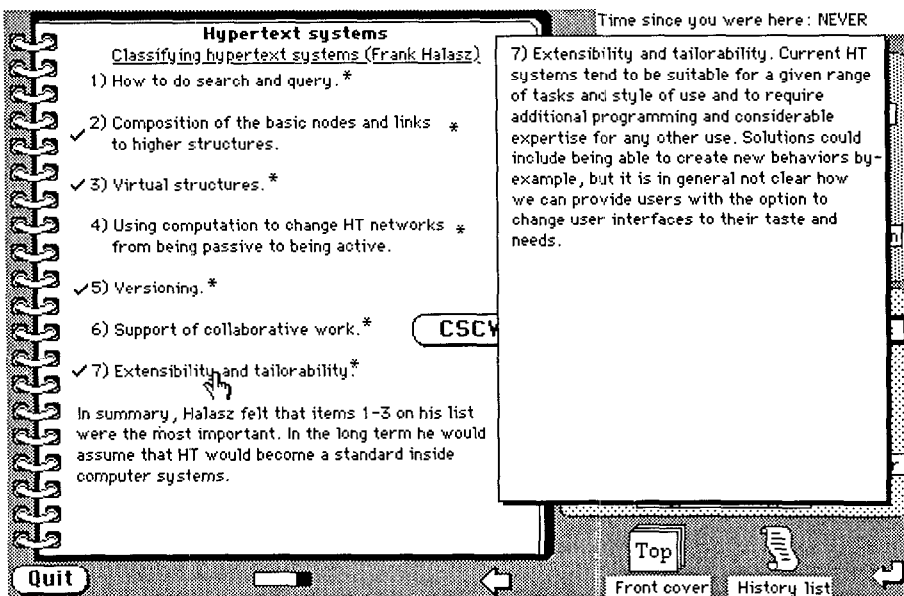 Time since you were here: NEVER
Hypertext systems
Classifying hypertext systems (Frank Halasz)
1) How to do search and query. *
✓ 2) Composition of the basic nodes and links *
to higher structures.
✓ 3) Virtual structures. *
4) Using computation to change HT networks *
from being passive to being active.
✓ 5) Versioning. *
6) Support of collaborative work. *
✓ 7) Extensibility and tailorability. *
In summary, Halasz felt that items 1-3 on his list
were the most important. In the long term he would
assume that HT would become a standard inside
computer systems.
7) Extensibility and tailorability. Current HT
systems tend to be suitable for a given range
of tasks and style of use and to require
additional programming and considerable
expertise for any other use. Solutions could
include being able to create new behaviors by-
example, but it is in general not clear how
we can provide users with the option to
change user interfaces to their taste and
needs.
Quit
Top
Front cover
History list